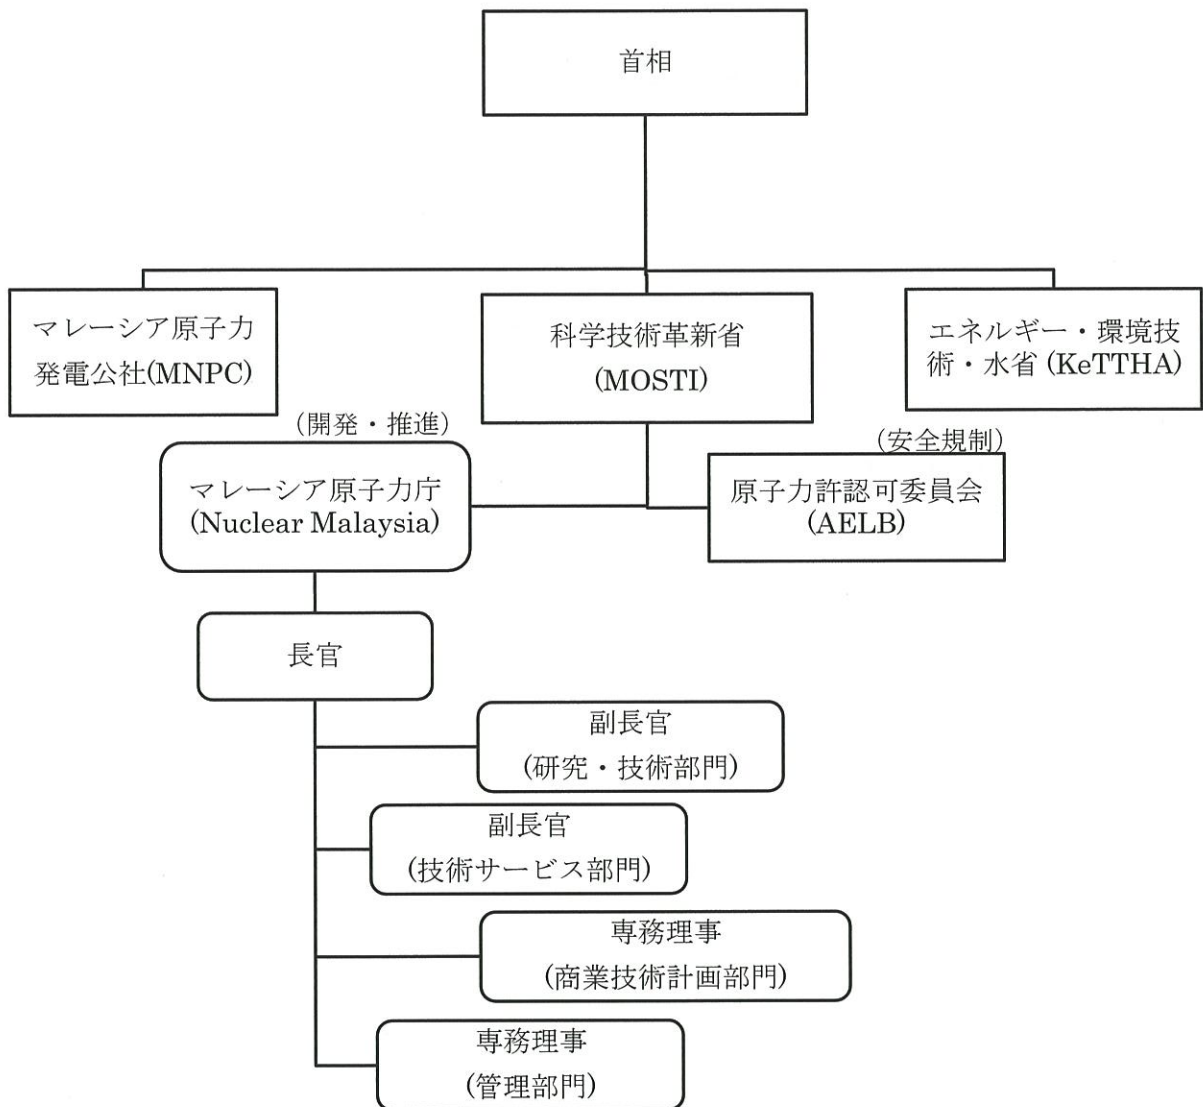 首相
マレーシア原子力
発電公社(MNPC)
科学技術革新省
(MOSTI)
エネルギー・環境技
術・水省 (KeTTHA)
(開発・推進)
マレーシア原子力庁
(Nuclear Malaysia)
(安全規制)
原子力許認可委員会
(AELB)
長官
副長官
(研究・技術部門)
副長官
(技術サービス部門)
専務理事
(商業技術計画部門)
専務理事
(管理部門)